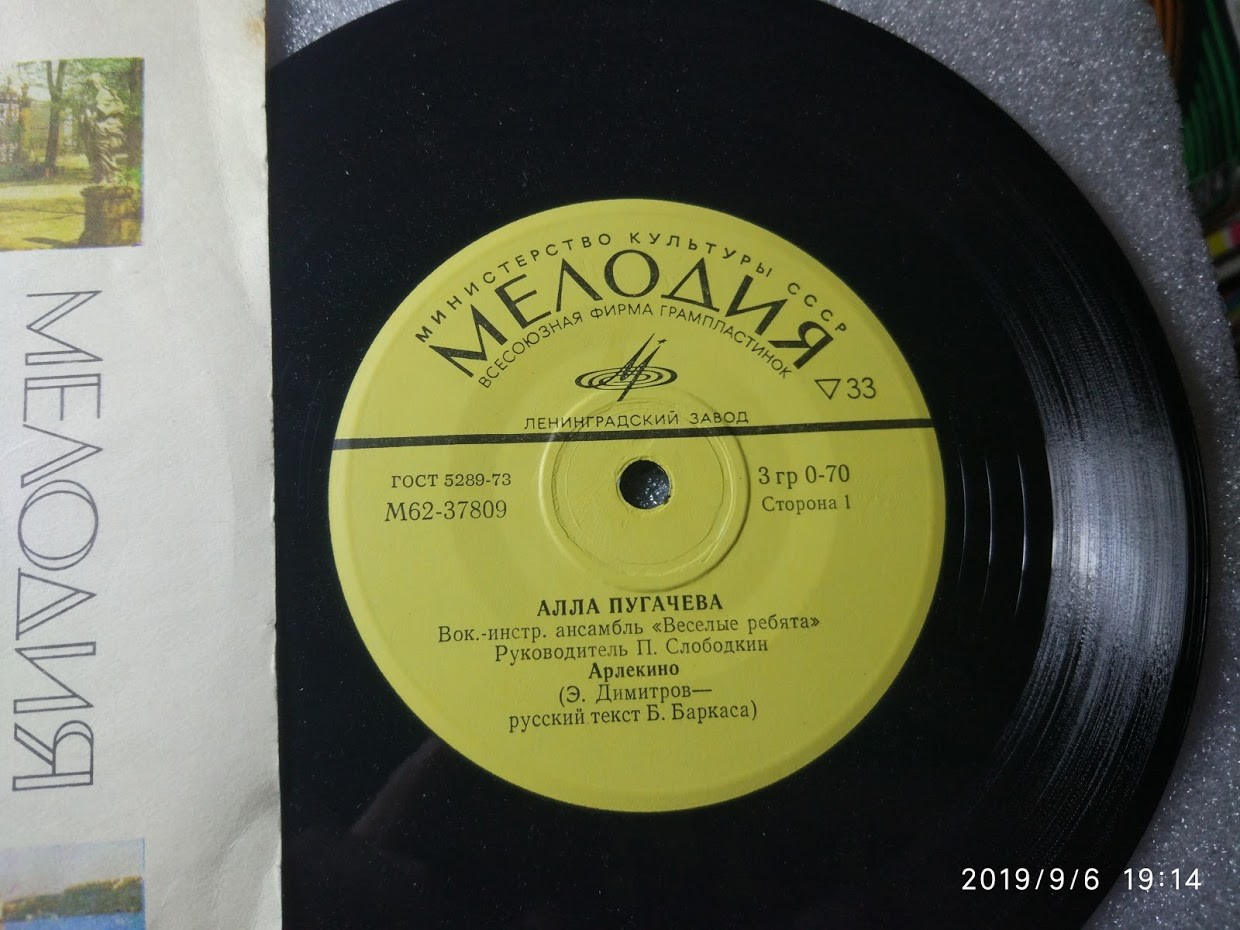 МЕЛОДИЯ
МИНИСТЕРСТВО КУЛЬТУРЫ СССР
МЕЛОДИЯ
ВСЕСОЮЗНАЯ ФИРМА ГРАМПЛАСТИНОК
▽33
ЛЕНИНГРАДСКИЙ ЗАВОД
ГОСТ 5289-73
М62-37809
3 гр 0-70
Сторона 1
АЛЛА ПУГАЧЕВА
Вок.-инстр. ансамбль «Веселые ребята»
Руководитель П. Слободкин
Арлекино
(Э. Димитров—
русский текст Б. Баркаса)
2019/9/6 19:14